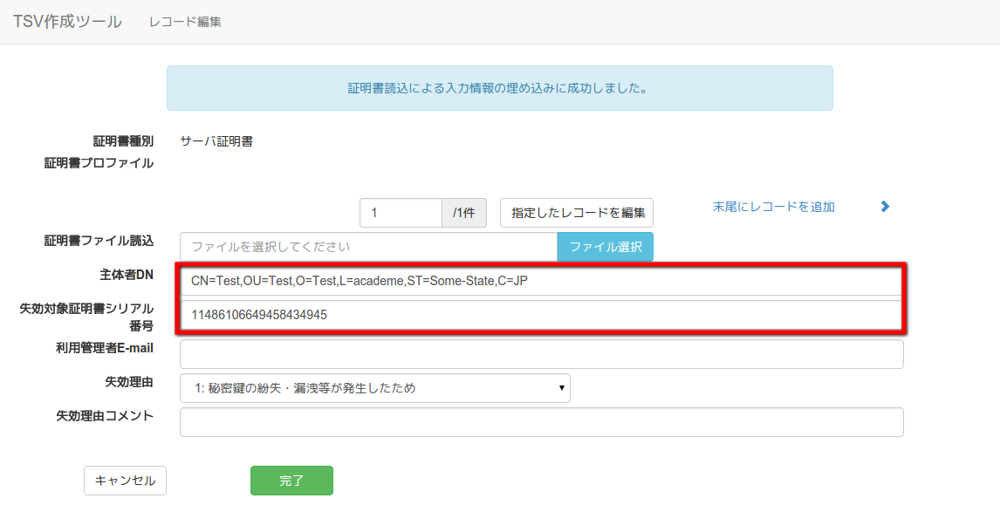 TSV作成ツール レコード編集
証明書読込による入力情報の埋め込みに成功しました。
証明書種別 サーバ証明書
証明書プロファイル
1 /1件 指定したレコードを編集 末尾にレコードを追加
証明書ファイル読込 ファイルを選択してください ファイル選択
主体者DN CN=Test,OU=Test,O=Test,L=academe,ST=Some-State,C=JP
失効対象証明書シリアル
番号 11486106649458434945
利用管理者E-mail
失効理由 1: 秘密鍵の紛失・漏洩等が発生したため
失効理由コメント
キャンセル 完了